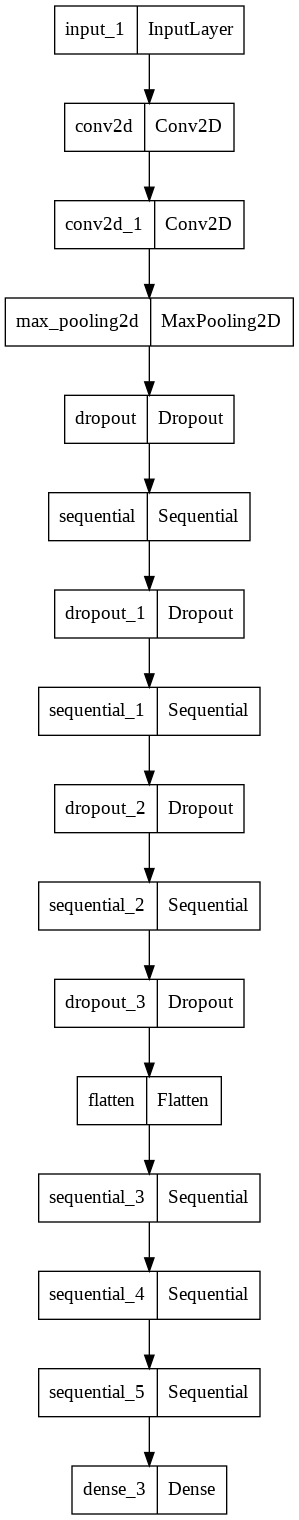 input_1 InputLayer
conv2d Conv2D
conv2d_1 Conv2D
max_pooling2d MaxPooling2D
dropout Dropout
sequential Sequential
dropout_1 Dropout
sequential_1 Sequential
dropout_2 Dropout
sequential_2 Sequential
dropout_3 Dropout
flatten Flatten
sequential_3 Sequential
sequential_4 Sequential
sequential_5 Sequential
dense_3 Dense